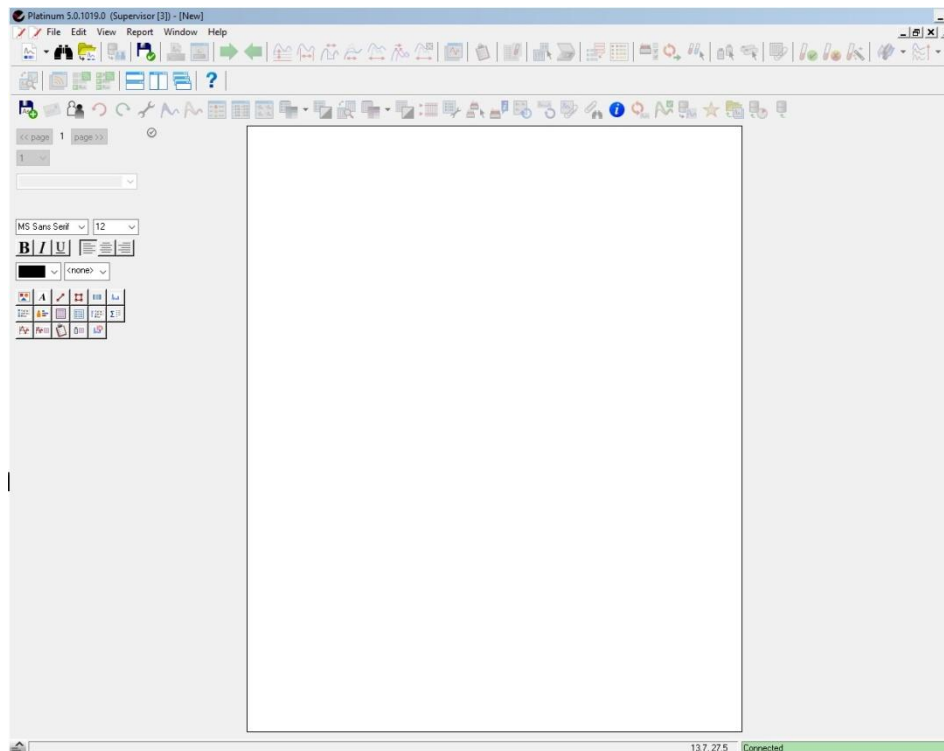 Platinum 5.0.1019.0 (Supervisor [3]) - [New]
File Edit View Report Window Help
?
<< page 1 page >>
1
MS Sans Serif 12
B I U
<none>
A
13.7, 27.5 Connected